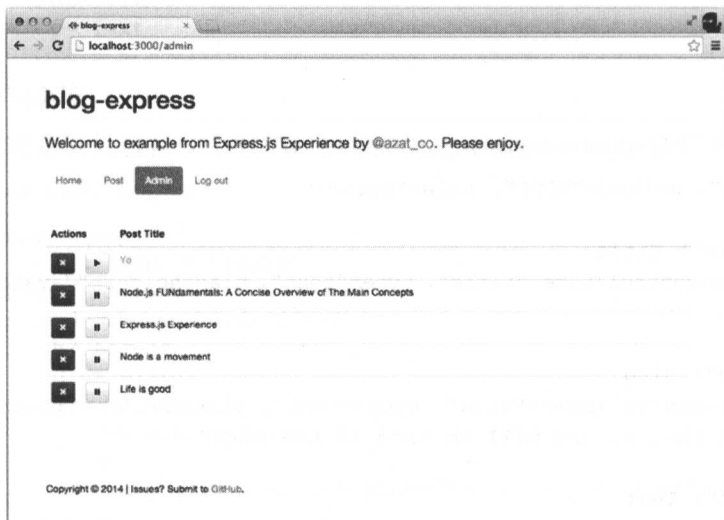 blog-express
localhost:3000/admin
blog-express
Welcome to example from Express.js Experience by @azat_co. Please enjoy.
Home Post Admin Log out
Actions Post Title
Yo
Node.js FUNdamentals: A Concise Overview of The Main Concepts
Express.js Experience
Node is a movement
Life is good
Copyright © 2014 | Issues? Submit to GitHub.